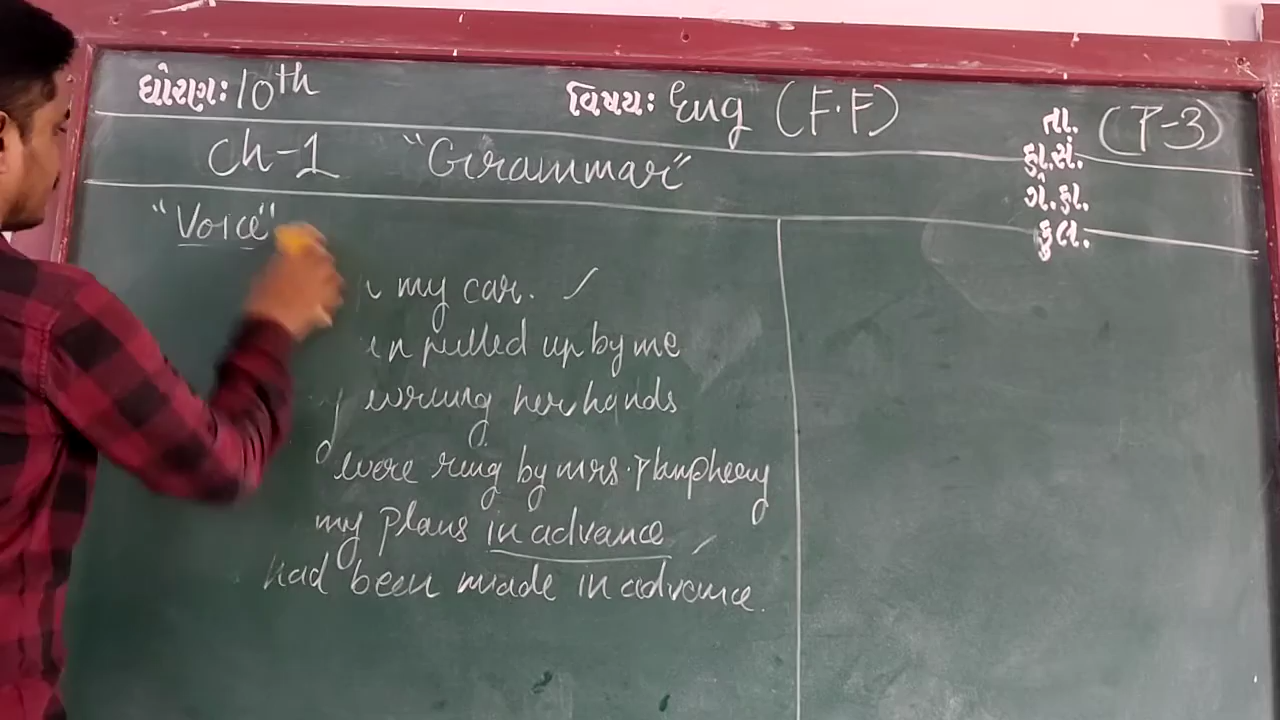 ધોરણ: 10th વિષય: Eng (F.F) તા. (P-3)
ફા.સં.
Ch-1 "Grammar"
ગે.ફા.
કુલ.
"Voice"
my car.
pulled up by me
wrung her hands
were rung by mrs.
my plans in advance
had been made in advance.